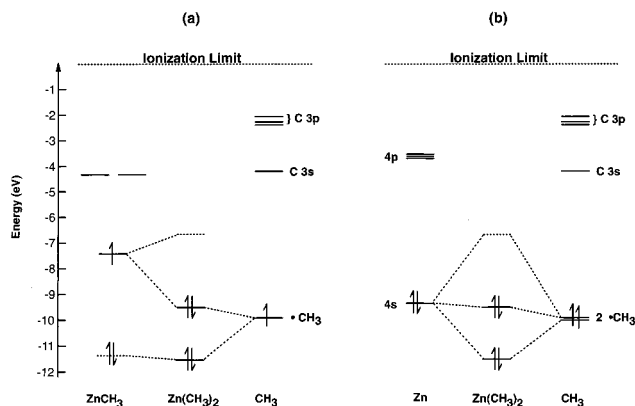 (a)
(b)
Ionization Limit
Ionization Limit
Energy (eV)
-1
-2
-3
-4
-5
-6
-7
-8
-9
-10
-11
-12
} C 3p
C 3s
•CH3
ZnCH3
Zn(CH3)2
CH3
4p
4s
} C 3p
C 3s
2 •CH3
Zn
Zn(CH3)2
CH3